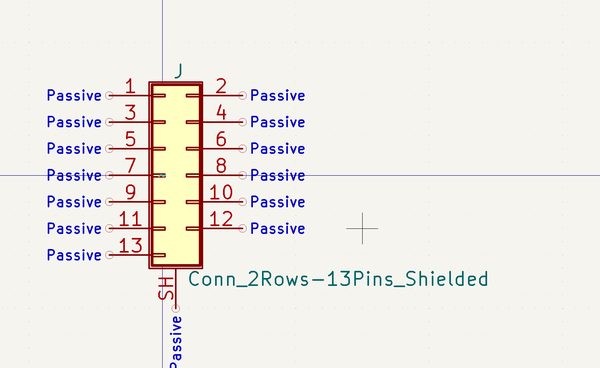 J
Passive 1 2 Passive
Passive 3 4 Passive
Passive 5 6 Passive
Passive 7 8 Passive
Passive 9 10 Passive
Passive 11 12 Passive
Passive 13
SH
Conn_2Rows-13Pins_Shielded
Passive